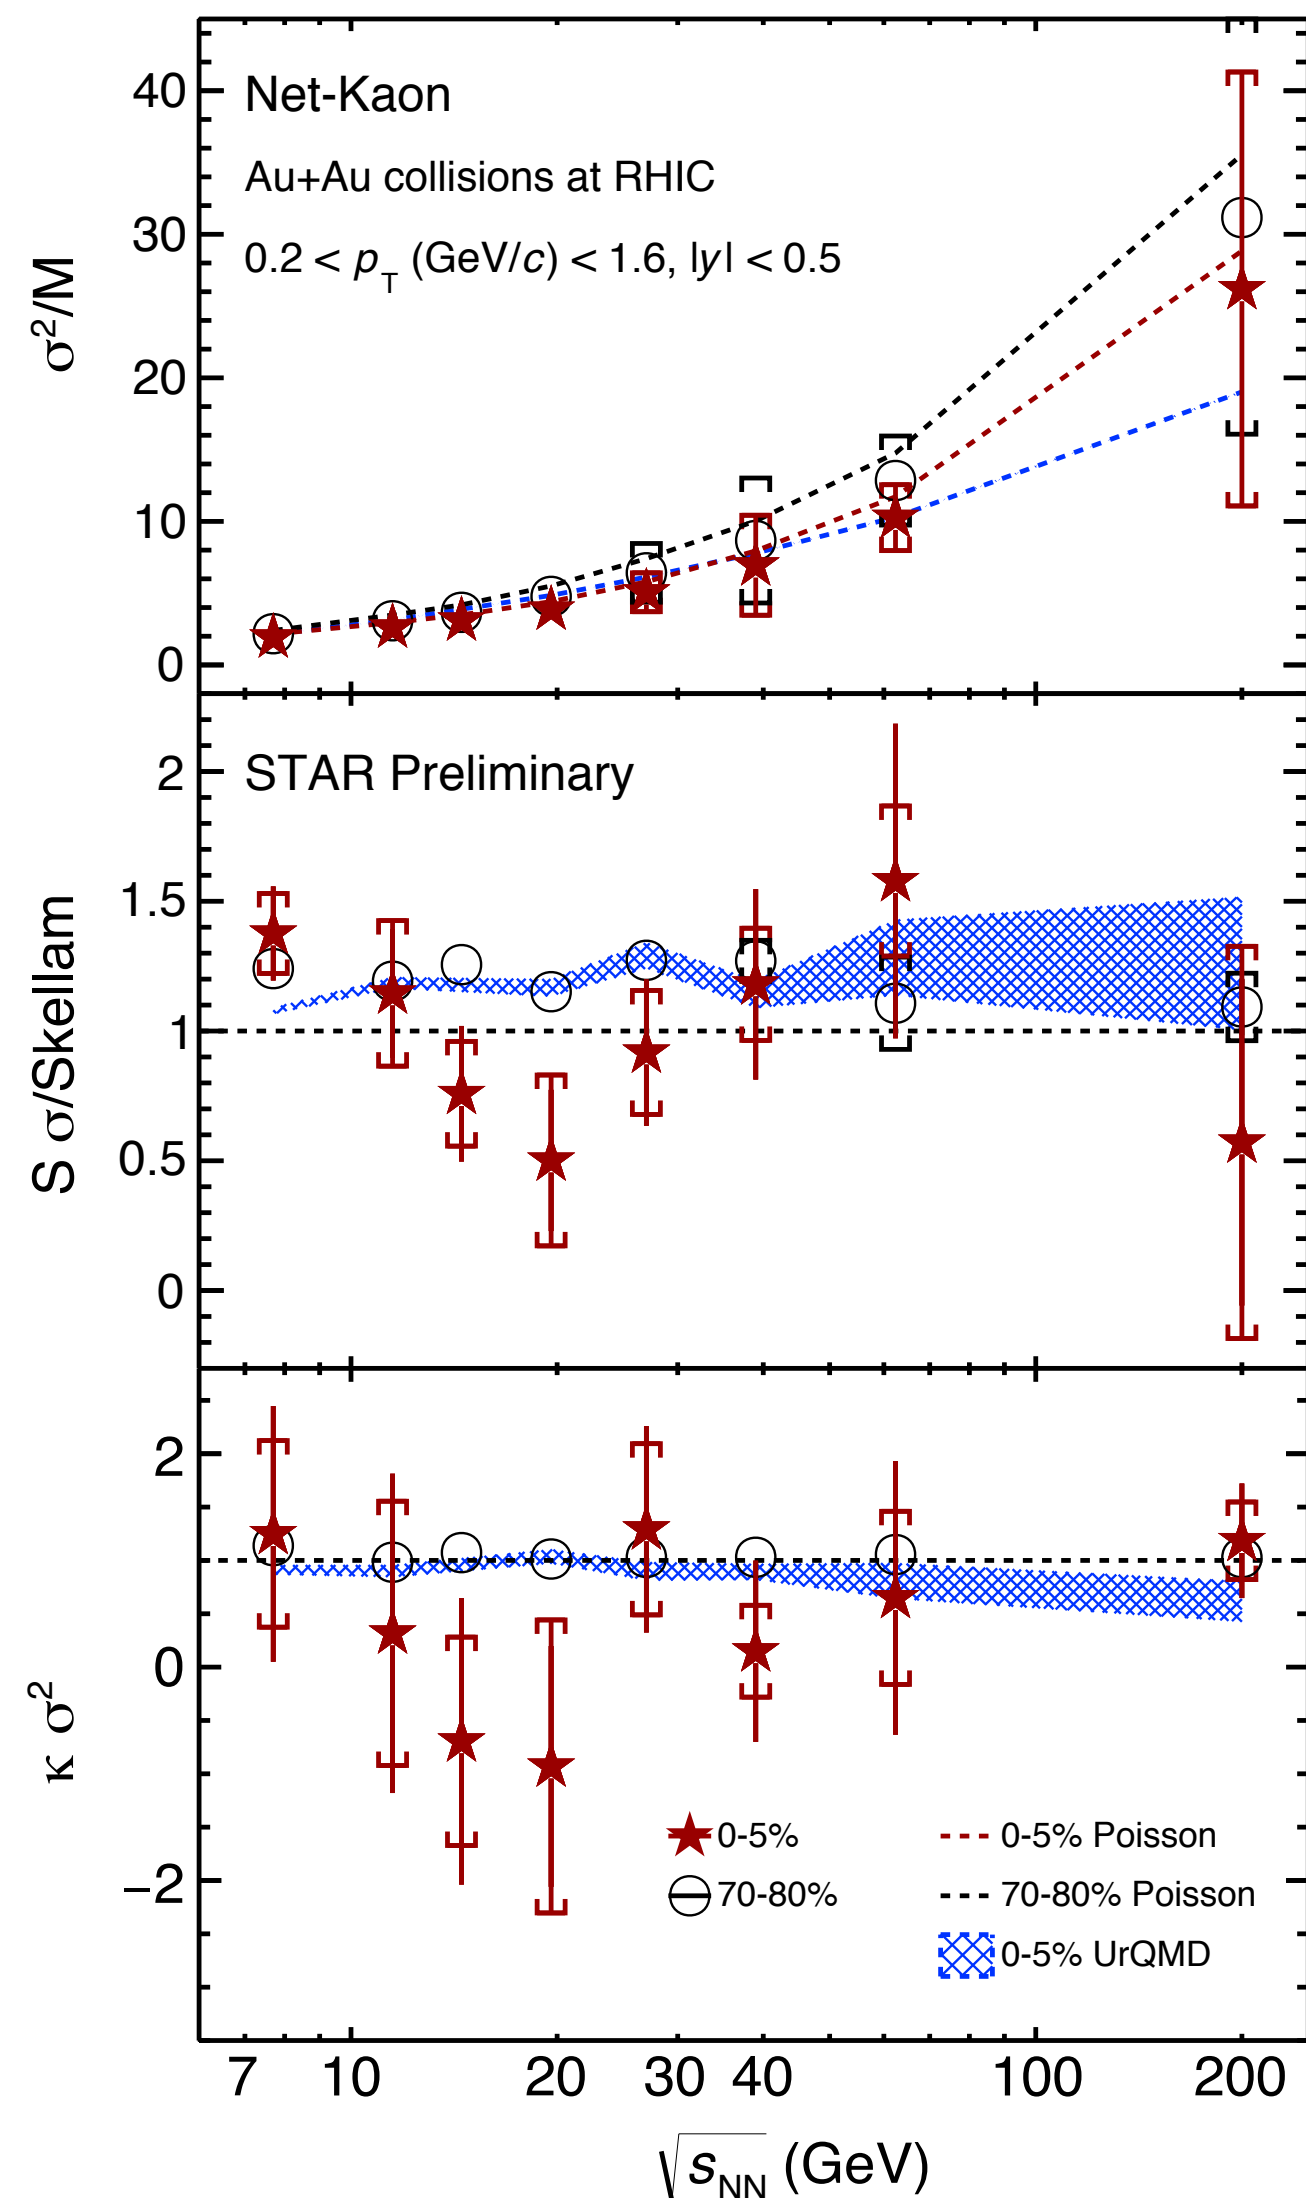 Net-Kaon
Au+Au collisions at RHIC
0.2 < p_T (GeV/c) < 1.6, |y| < 0.5
σ²/M
40
30
20
10
0
STAR Preliminary
S σ/Skellam
2
1.5
1
0.5
0
κ σ²
2
0
−2
0-5%
70-80%
0-5% Poisson
70-80% Poisson
0-5% UrQMD
7 10 20 30 40 100 200
√s_NN (GeV)